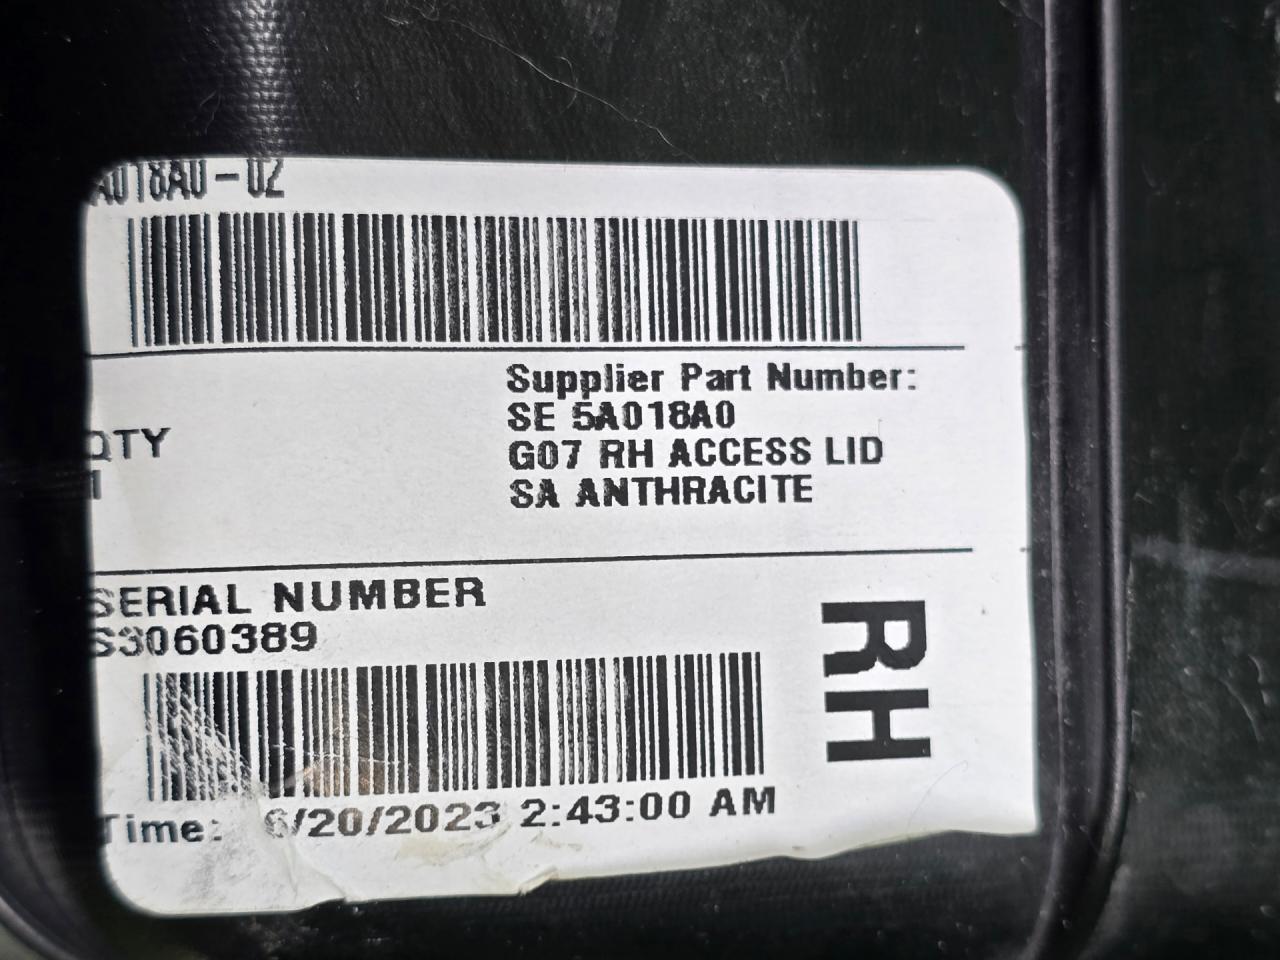 A018A0-02
Supplier Part Number:
SE 5A018A0
G07 RH ACCESS LID
SA ANTHRACITE
QTY
1
SERIAL NUMBER
S3060389
RH
Time: 6/20/2023 2:43:00 AM